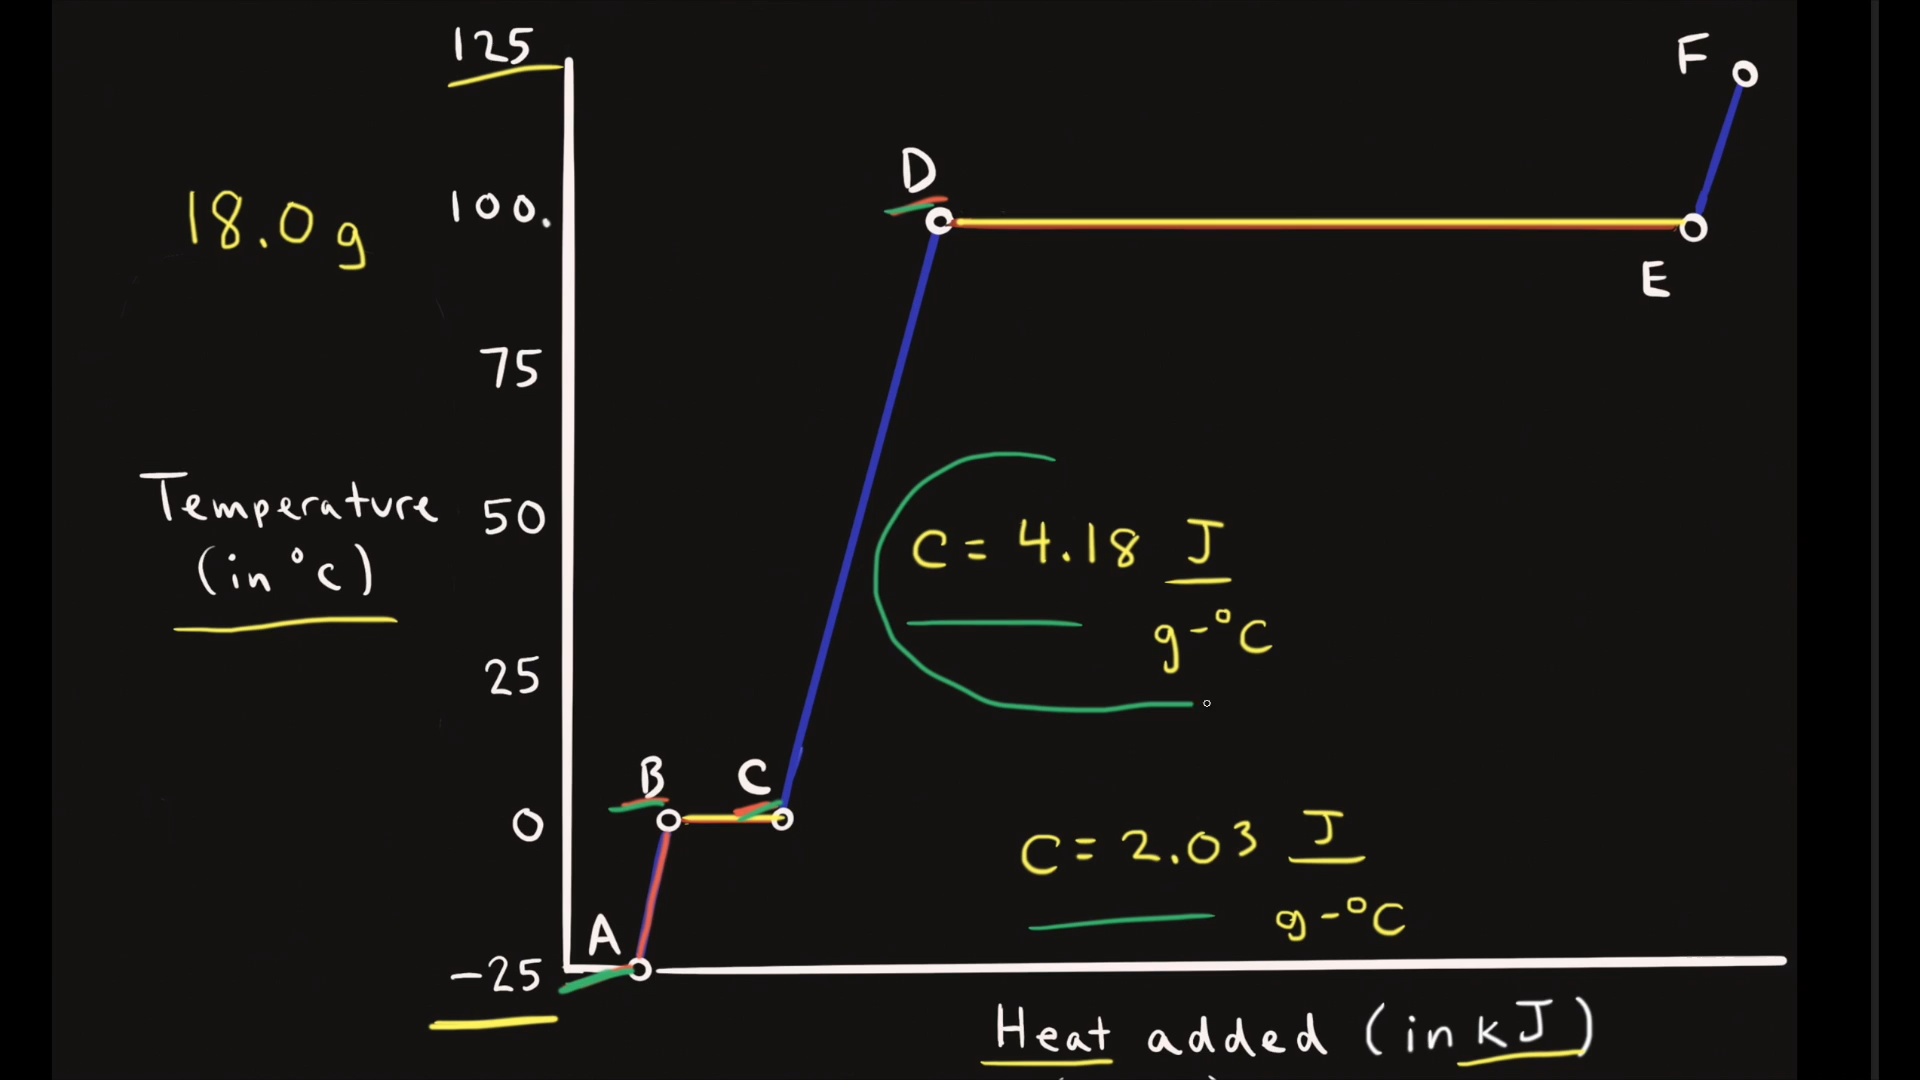 125
F
D
18.0 g
100.
E
75
Temperature
(in °C)
50
C = 4.18 J
g-°C
25
B
C
0
C = 2.03 J
g-°C
A
-25
Heat added (in kJ)